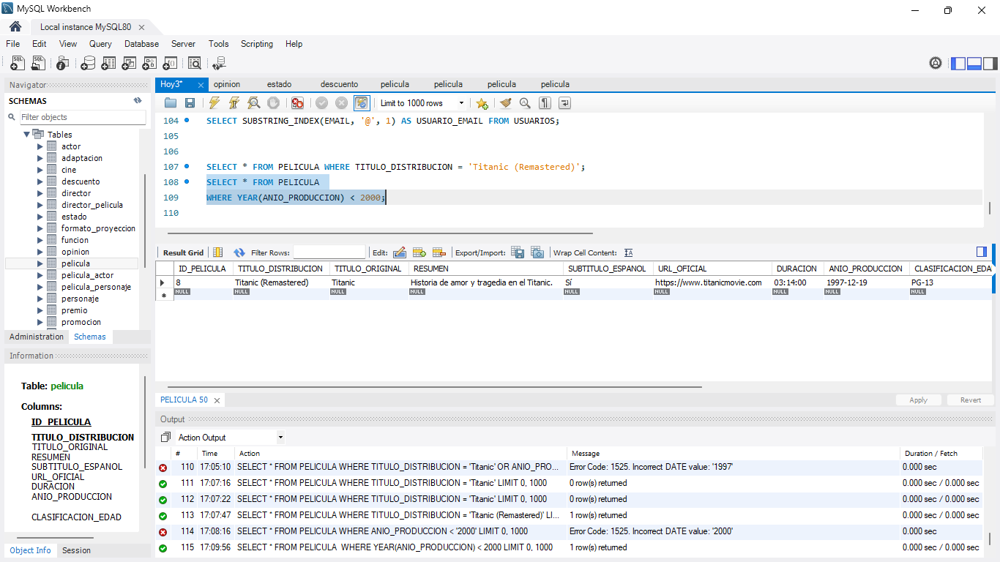 MySQL Workbench
Local instance MySQL80
File Edit View Query Database Server Tools Scripting Help
Navigator
SCHEMAS
Filter objects
Tables
actor
adaptacion
cine
descuento
director
director_pelicula
estado
formato_proyeccion
funcion
opinion
pelicula
pelicula_actor
pelicula_personaje
personaje
premio
promocion
Administration Schemas
Information
Table: pelicula
Columns:
ID_PELICULA
TITULO_DISTRIBUCION
TITULO_ORIGINAL
RESUMEN
SUBTITULO_ESPANOL
URL_OFICIAL
DURACION
ANIO_PRODUCCION
CLASIFICACION_EDAD
Object Info Session
Hoy3* opinion estado descuento pelicula pelicula pelicula pelicula
Limit to 1000 rows
104 SELECT SUBSTRING_INDEX(EMAIL, '@', 1) AS USUARIO_EMAIL FROM USUARIOS;
105
106
107 SELECT * FROM PELICULA WHERE TITULO_DISTRIBUCION = 'Titanic (Remastered)';
108 SELECT * FROM PELICULA
109 WHERE YEAR(ANIO_PRODUCCION) < 2000;
110
Result Grid Filter Rows: Edit: Export/Import: Wrap Cell Content:
ID_PELICULA TITULO_DISTRIBUCION TITULO_ORIGINAL RESUMEN SUBTITULO_ESPANOL URL_OFICIAL DURACION ANIO_PRODUCCION CLASIFICACION_EDA
8 Titanic (Remastered) Titanic Historia de amor y tragedia en el Titanic. Sí https://www.titanicmovie.com 03:14:00 1997-12-19 PG-13
NULL NULL NULL NULL NULL NULL NULL NULL NULL
PELICULA 50 Apply Revert
Output
Action Output
# Time Action Message Duration / Fetch
110 17:05:10 SELECT * FROM PELICULA WHERE TITULO_DISTRIBUCION = 'Titanic' OR ANIO_PRO... Error Code: 1525. Incorrect DATE value: '1997' 0.000 sec
111 17:07:16 SELECT * FROM PELICULA WHERE TITULO_DISTRIBUCION = 'Titanic' LIMIT 0, 1000 0 row(s) returned 0.000 sec / 0.000 sec
112 17:07:22 SELECT * FROM PELICULA WHERE TITULO_DISTRIBUCION = 'Titanic' LIMIT 0, 1000 0 row(s) returned 0.000 sec / 0.000 sec
113 17:07:47 SELECT * FROM PELICULA WHERE TITULO_DISTRIBUCION = 'Titanic (Remastered)' LI... 1 row(s) returned 0.000 sec / 0.000 sec
114 17:08:16 SELECT * FROM PELICULA WHERE ANIO_PRODUCCION < '2000' LIMIT 0, 1000 Error Code: 1525. Incorrect DATE value: '2000' 0.000 sec
115 17:09:56 SELECT * FROM PELICULA WHERE YEAR(ANIO_PRODUCCION) < 2000 LIMIT 0, 1000 1 row(s) returned 0.000 sec / 0.000 sec